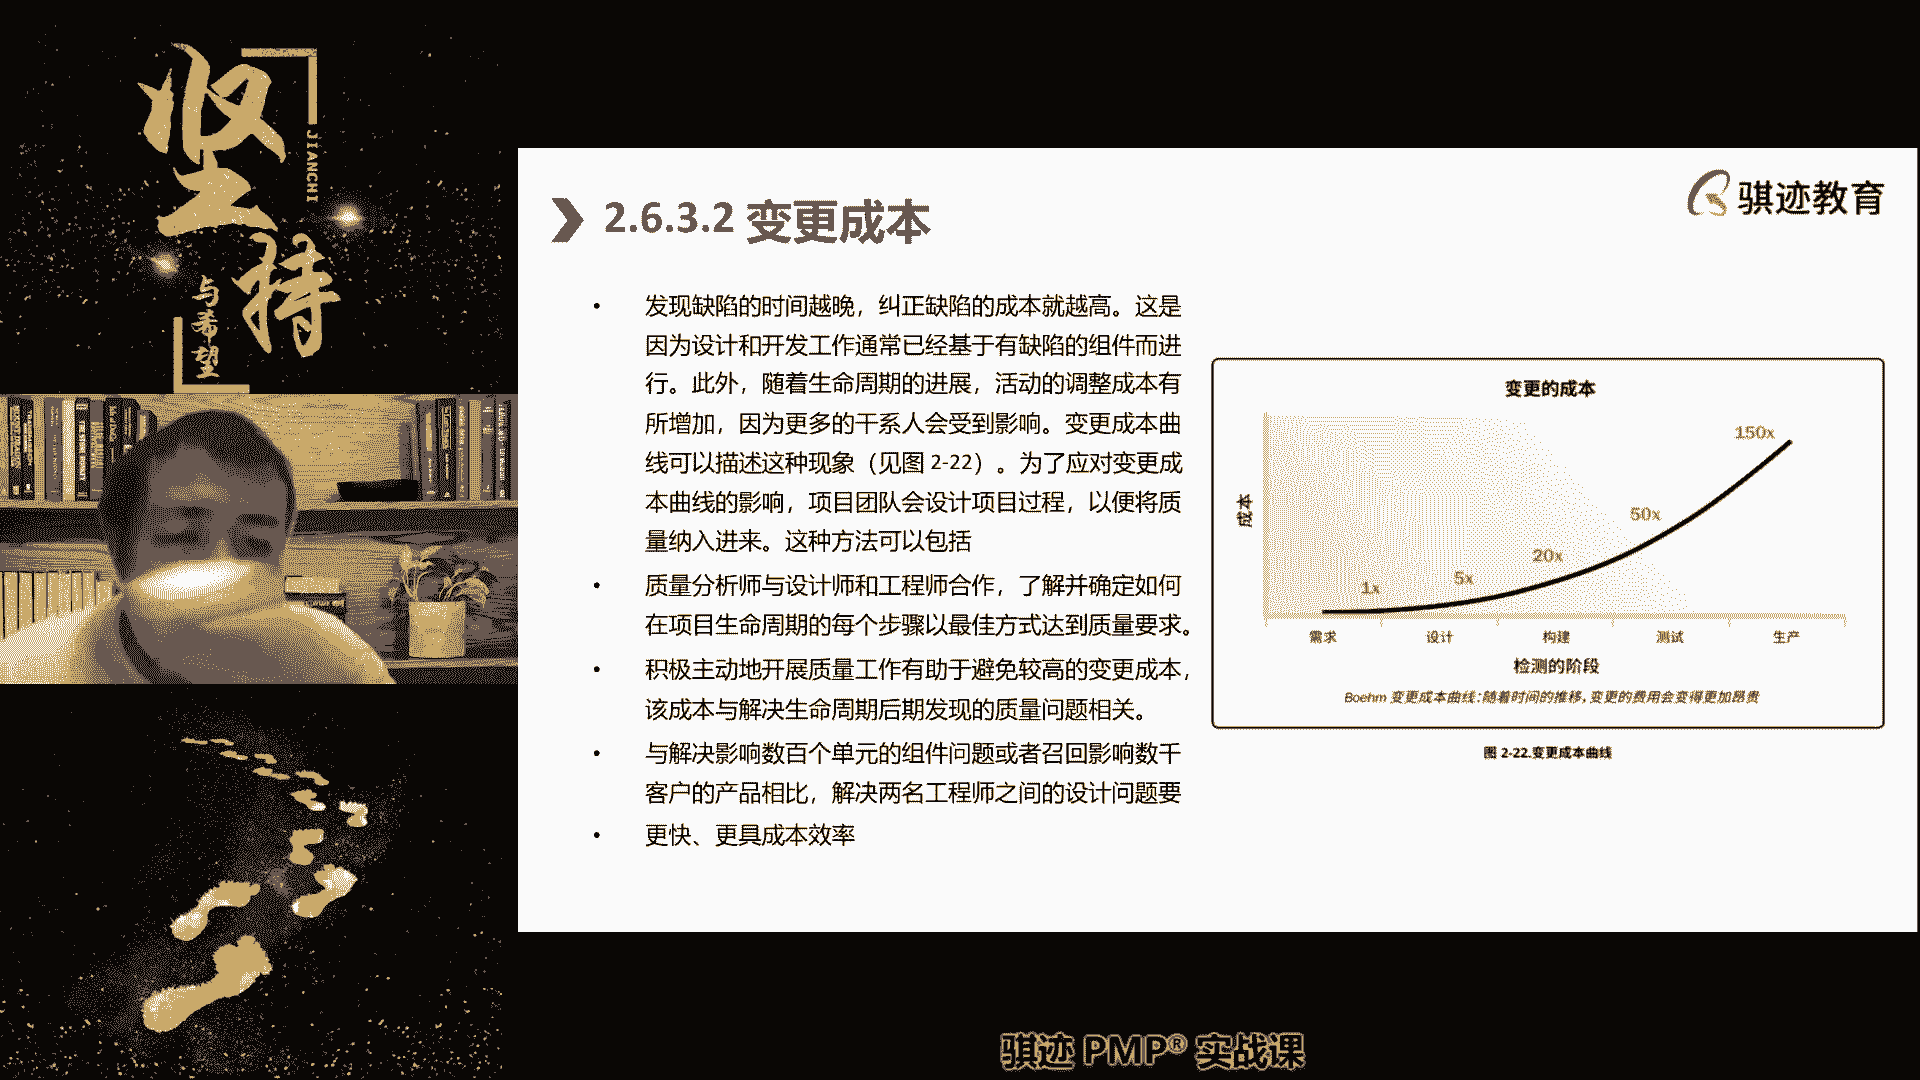 坚持
JIANCHI
与希望
骐迹教育
2.6.3.2 变更成本
• 发现缺陷的时间越晚，纠正缺陷的成本就越高。这是
因为设计和开发工作通常已经基于有缺陷的组件而进
行。此外，随着生命周期的进展，活动的调整成本有
所增加，因为更多的干系人会受到影响。变更成本曲
线可以描述这种现象（见图 2-22）。为了应对变更成
本曲线的影响，项目团队会设计项目过程，以便将质
量纳入进来。这种方法可以包括
• 质量分析师与设计师和工程师合作，了解并确定如何
在项目生命周期的每个步骤以最佳方式达到质量要求。
• 积极主动地开展质量工作有助于避免较高的变更成本，
该成本与解决生命周期后期发现的质量问题相关。
• 与解决影响数百个单元的组件问题或者召回影响数千
客户的产品相比，解决两名工程师之间的设计问题要
• 更快、更具成本效率
变更的成本
150x
50x
20x
5x
1x
成本
需求 设计 构建 测试 生产
检测的阶段
Boehm 变更成本曲线：随着时间的推移，变更的费用会变得更加昂贵
图 2-22.变更成本曲线
骐迹 PMP® 实战课